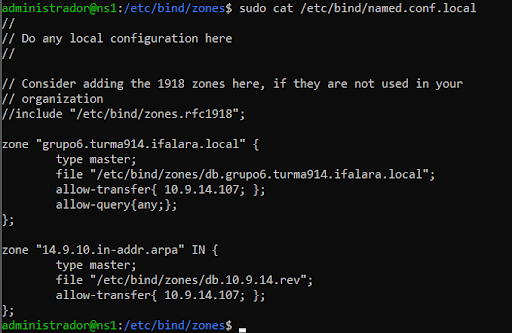 administrador@ns1:/etc/bind/zones$ sudo cat /etc/bind/named.conf.local
//
// Do any local configuration here
//
// Consider adding the 1918 zones here, if they are not used in your
// organization
//include "/etc/bind/zones.rfc1918";
zone "grupo6.turma914.ifalara.local" {
        type master;
        file "/etc/bind/zones/db.grupo6.turma914.ifalara.local";
        allow-transfer{ 10.9.14.107; };
        allow-query{any;};
};
zone "14.9.10.in-addr.arpa" IN {
        type master;
        file "/etc/bind/zones/db.10.9.14.rev";
        allow-transfer{ 10.9.14.107; };
};
administrador@ns1:/etc/bind/zones$